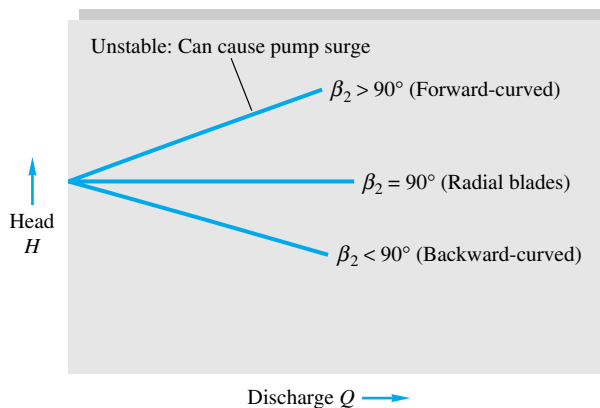 Unstable: Can cause pump surge
β₂ > 90° (Forward-curved)
β₂ = 90° (Radial blades)
Head
H
β₂ < 90° (Backward-curved)
Discharge Q